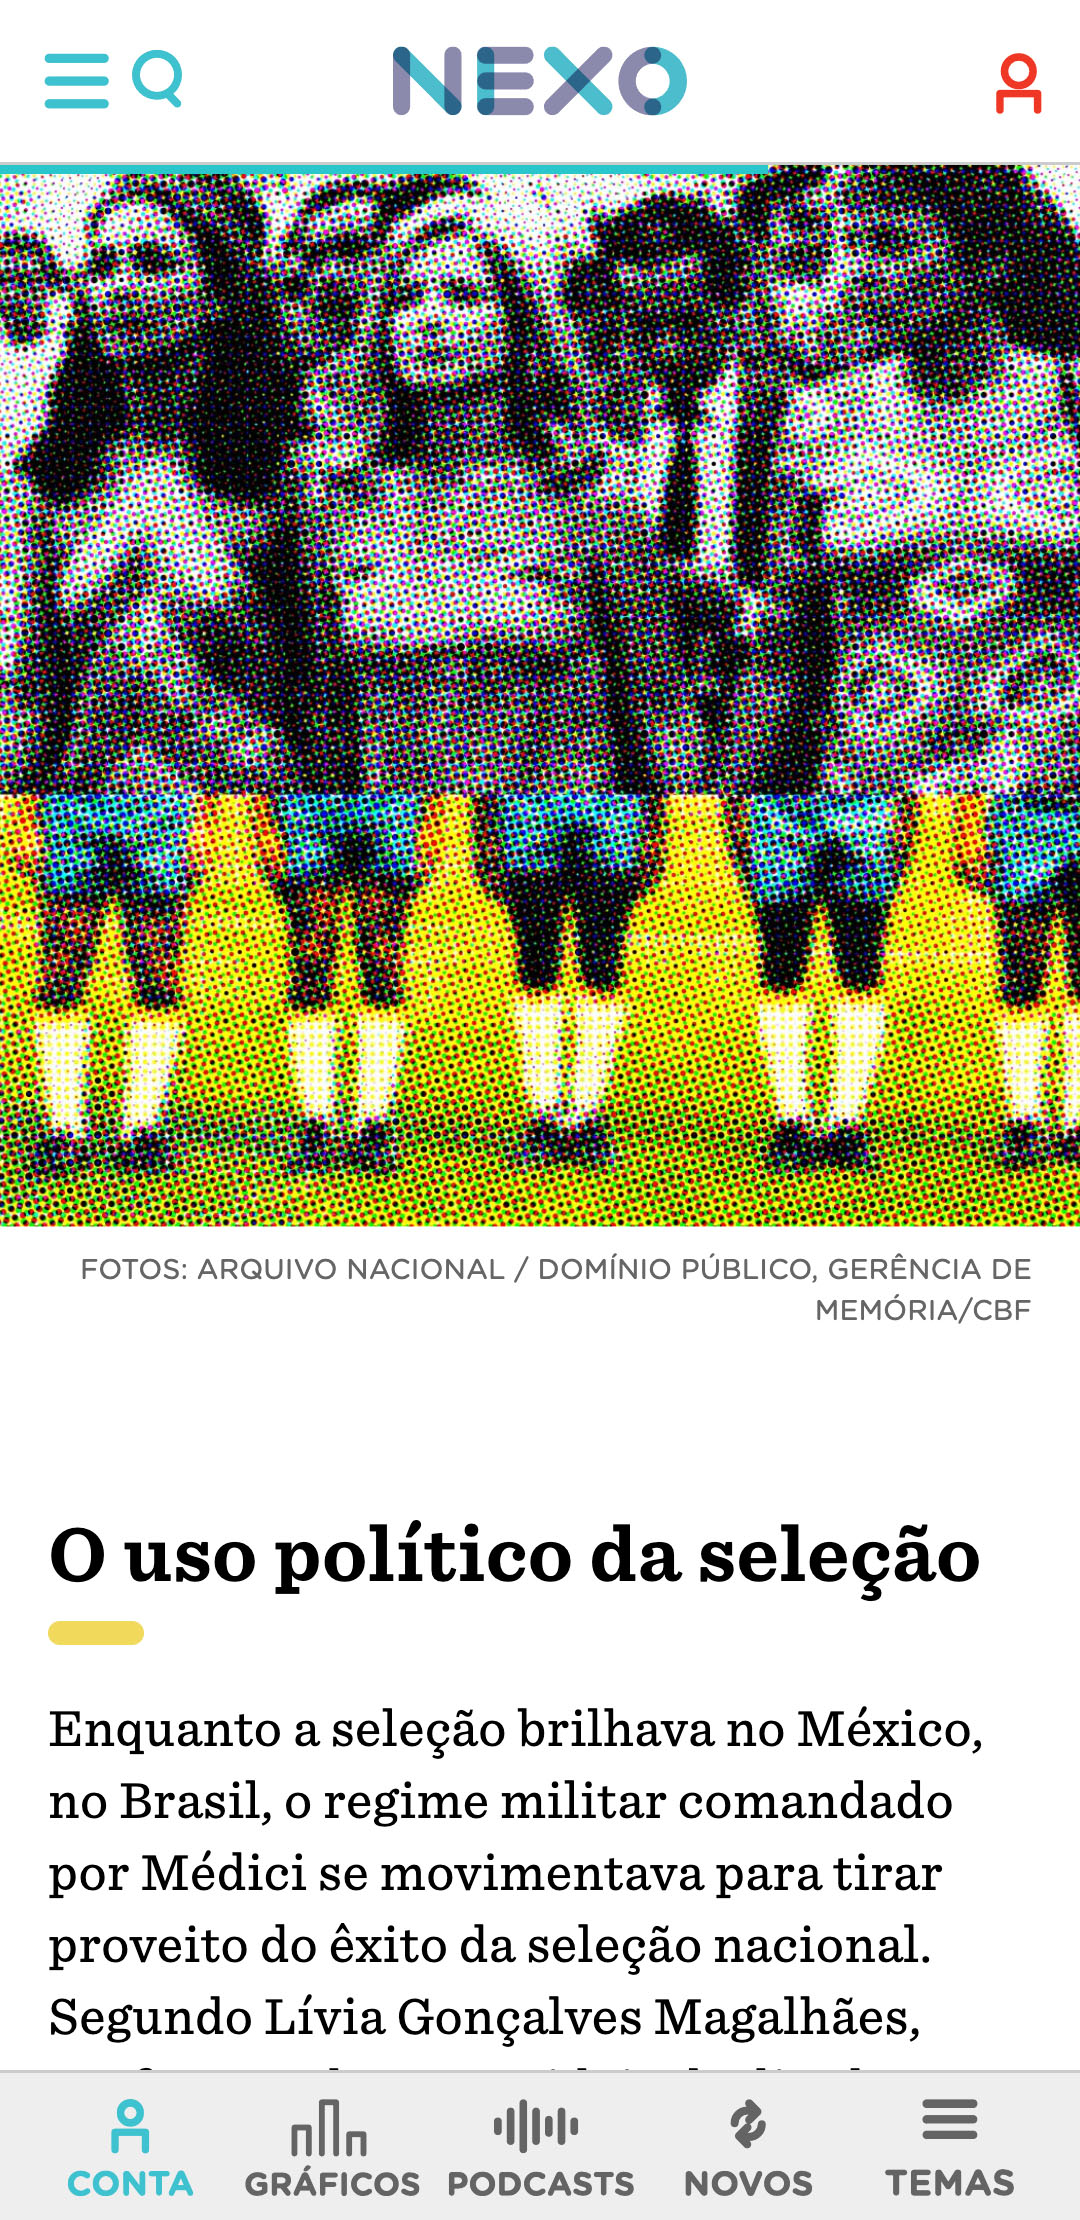 NEXO
FOTOS: ARQUIVO NACIONAL / DOMÍNIO PÚBLICO, GERÊNCIA DE
MEMÓRIA/CBF
O uso político da seleção
Enquanto a seleção brilhava no México,
no Brasil, o regime militar comandado
por Médici se movimentava para tirar
proveito do êxito da seleção nacional.
Segundo Lívia Gonçalves Magalhães,
CONTA GRÁFICOS PODCASTS NOVOS TEMAS